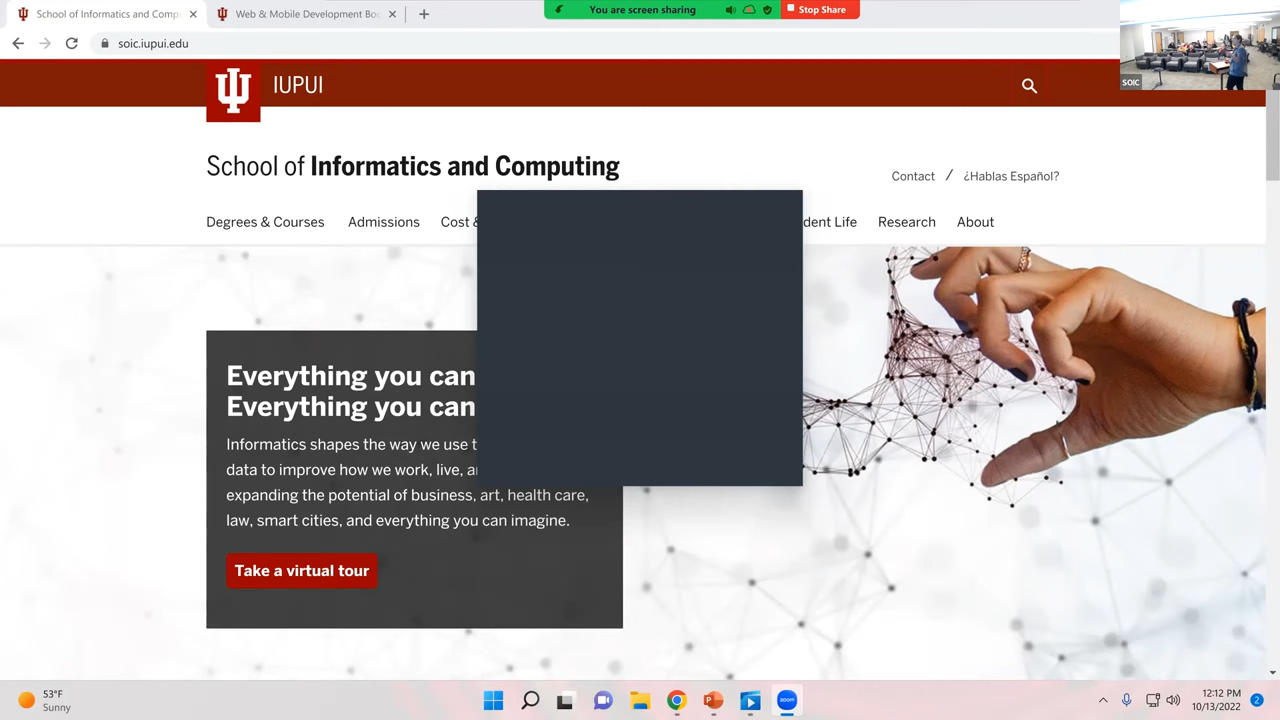 School of Informatics and Comp
Web & Mobile Development Boo
You are screen sharing
Stop Share
soic.iupui.edu
SOIC
IUPUI
School of Informatics and Computing
Contact / ¿Hablas Español?
Degrees & Courses Admissions Cost & dent Life Research About
Everything you can
Everything you can
Informatics shapes the way we use t
data to improve how we work, live, a
expanding the potential of business, art, health care,
law, smart cities, and everything you can imagine.
Take a virtual tour
53°F
Sunny
zoom
12:12 PM
10/13/2022
2